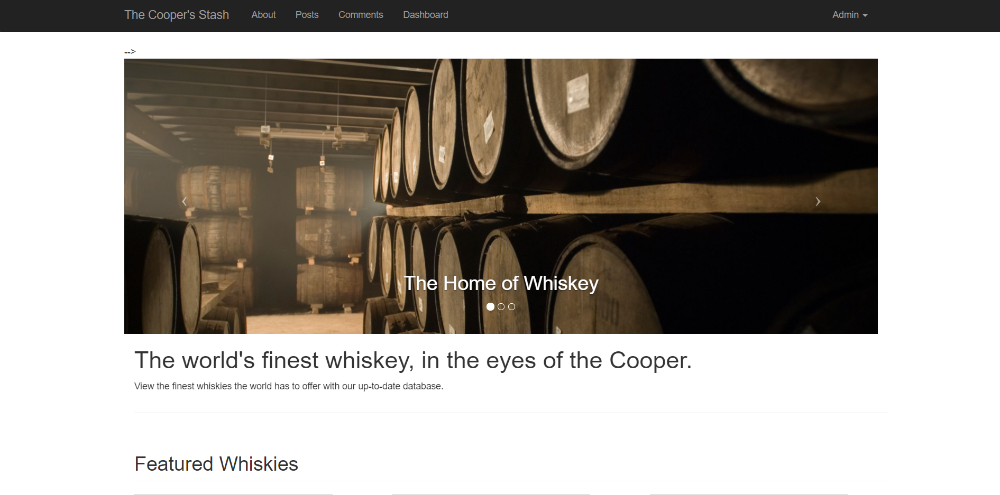 The Cooper's Stash About Posts Comments Dashboard Admin
-->
The Home of Whiskey
The world's finest whiskey, in the eyes of the Cooper.
View the finest whiskies the world has to offer with our up-to-date database.
Featured Whiskies